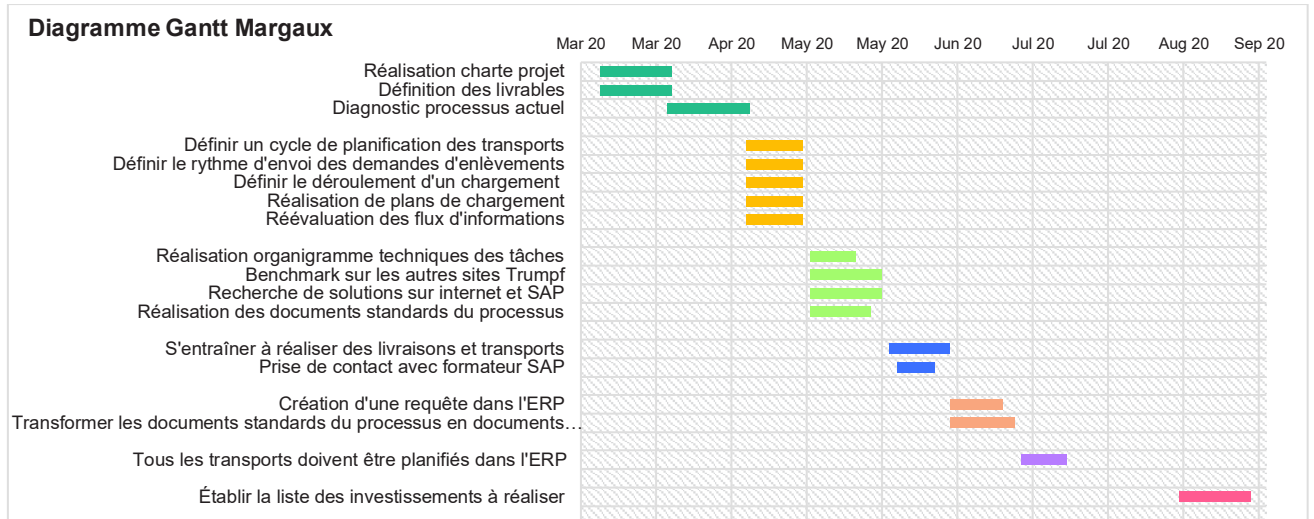 Diagramme Gantt Margaux
Mar 20 Mar 20 Apr 20 May 20 May 20 Jun 20 Jul 20 Jul 20 Aug 20 Sep 20
Réalisation charte projet
Définition des livrables
Diagnostic processus actuel
Définir un cycle de planification des transports
Définir le rythme d'envoi des demandes d'enlèvements
Définir le déroulement d'un chargement
Réalisation de plans de chargement
Réévaluation des flux d'informations
Réalisation organigramme techniques des tâches
Benchmark sur les autres sites Trumpf
Recherche de solutions sur internet et SAP
Réalisation des documents standards du processus
S'entraîner à réaliser des livraisons et transports
Prise de contact avec formateur SAP
Création d'une requête dans l'ERP
Transformer les documents standards du processus en documents…
Tous les transports doivent être planifiés dans l'ERP
Établir la liste des investissements à réaliser